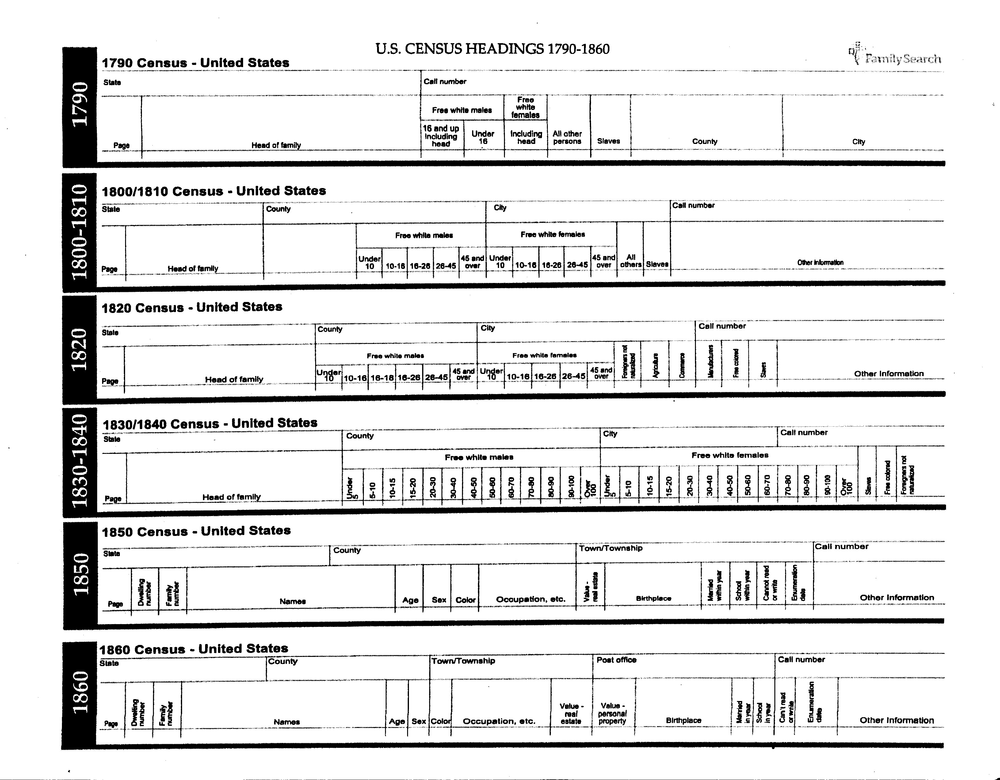 U.S. CENSUS HEADINGS 1790-1860
FamilySearch
1790
1790 Census - United States
State
Call number
Free white males
Free
white
females
Page
Head of family
16 and up
including
head
Under
16
Including
head
All other
persons
Slaves
County
City
1800-1810
1800/1810 Census - United States
State
County
City
Call number
Free white males
Free white females
Page
Head of family
Under
10
10-16
16-26
26-45
45 and
over
Under
10
10-16
16-26
26-45
45 and
over
All
others
Slaves
Other Information
1820
1820 Census - United States
State
County
City
Call number
Free white males
Free white females
Page
Head of family
Under
10
10-16
16-18
16-26
26-45
45 and
over
Under
10
10-16
16-26
26-45
45 and
over
Foreigners not
naturalized
Agriculture
Commerce
Manufacturers
Free colored
Slaves
Other Information
1830-1840
1830/1840 Census - United States
State
County
City
Call number
Free white males
Free white females
Page
Head of family
Under
5
5-10
10-15
15-20
20-30
30-40
40-50
50-60
60-70
70-80
80-90
90-100
Over
100
Under
5
5-10
10-15
15-20
20-30
30-40
40-50
50-60
60-70
70-80
80-90
90-100
Over
100
Slaves
Free colored
Foreigners not
naturalized
1850
1850 Census - United States
State
County
Town/Township
Call number
Page
Dwelling
number
Family
number
Names
Age
Sex
Color
Occupation, etc.
Value -
real estate
Birthplace
Married
within year
School
within year
Cannot read
or write
Enumeration
date
Other Information
1860
1860 Census - United States
State
County
Town/Township
Post office
Call number
Page
Dwelling
number
Family
number
Names
Age
Sex
Color
Occupation, etc.
Value -
real
estate
Value -
personal
property
Birthplace
Married
in year
School
in year
Can't read
or write
Enumeration
date
Other Information